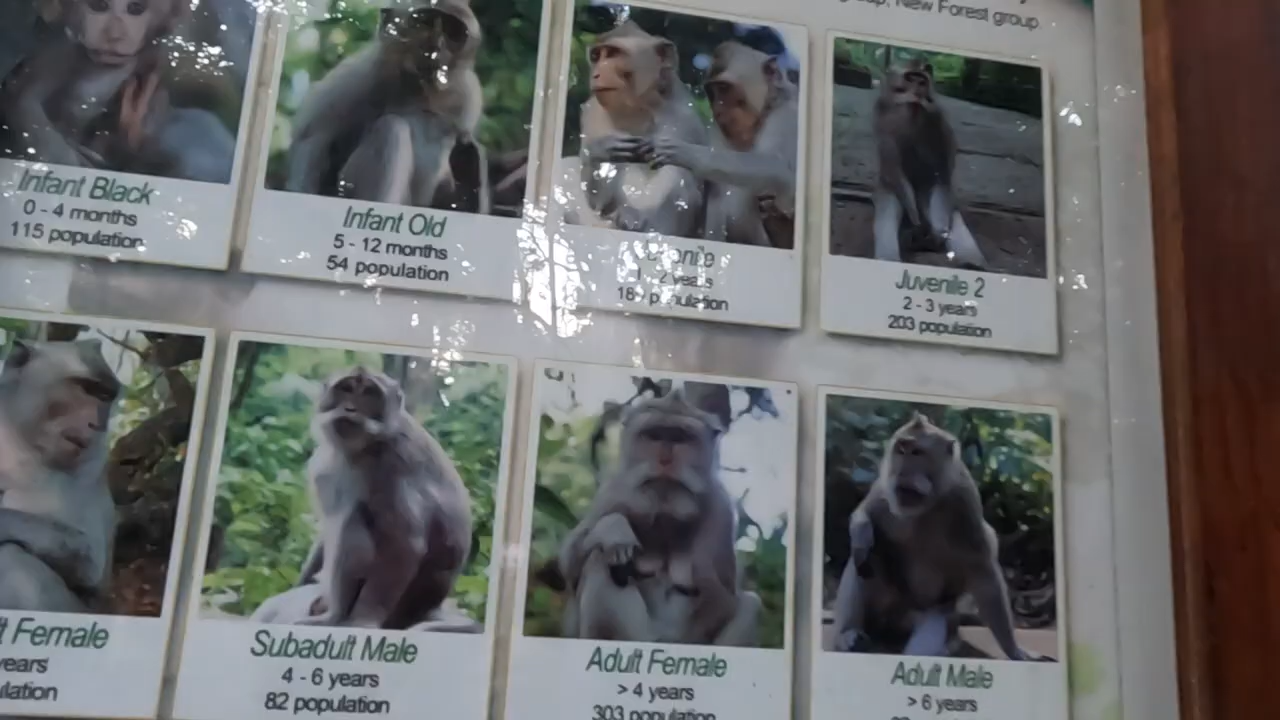 New Forest group.
Infant Black
0 - 4 months
115 population
Infant Old
5 - 12 months
54 population
Juvenile 2
2 - 3 years
203 population
Female
Subadult Male
4 - 6 years
82 population
Adult Female
> 4 years
303 population
Adult Male
> 6 years